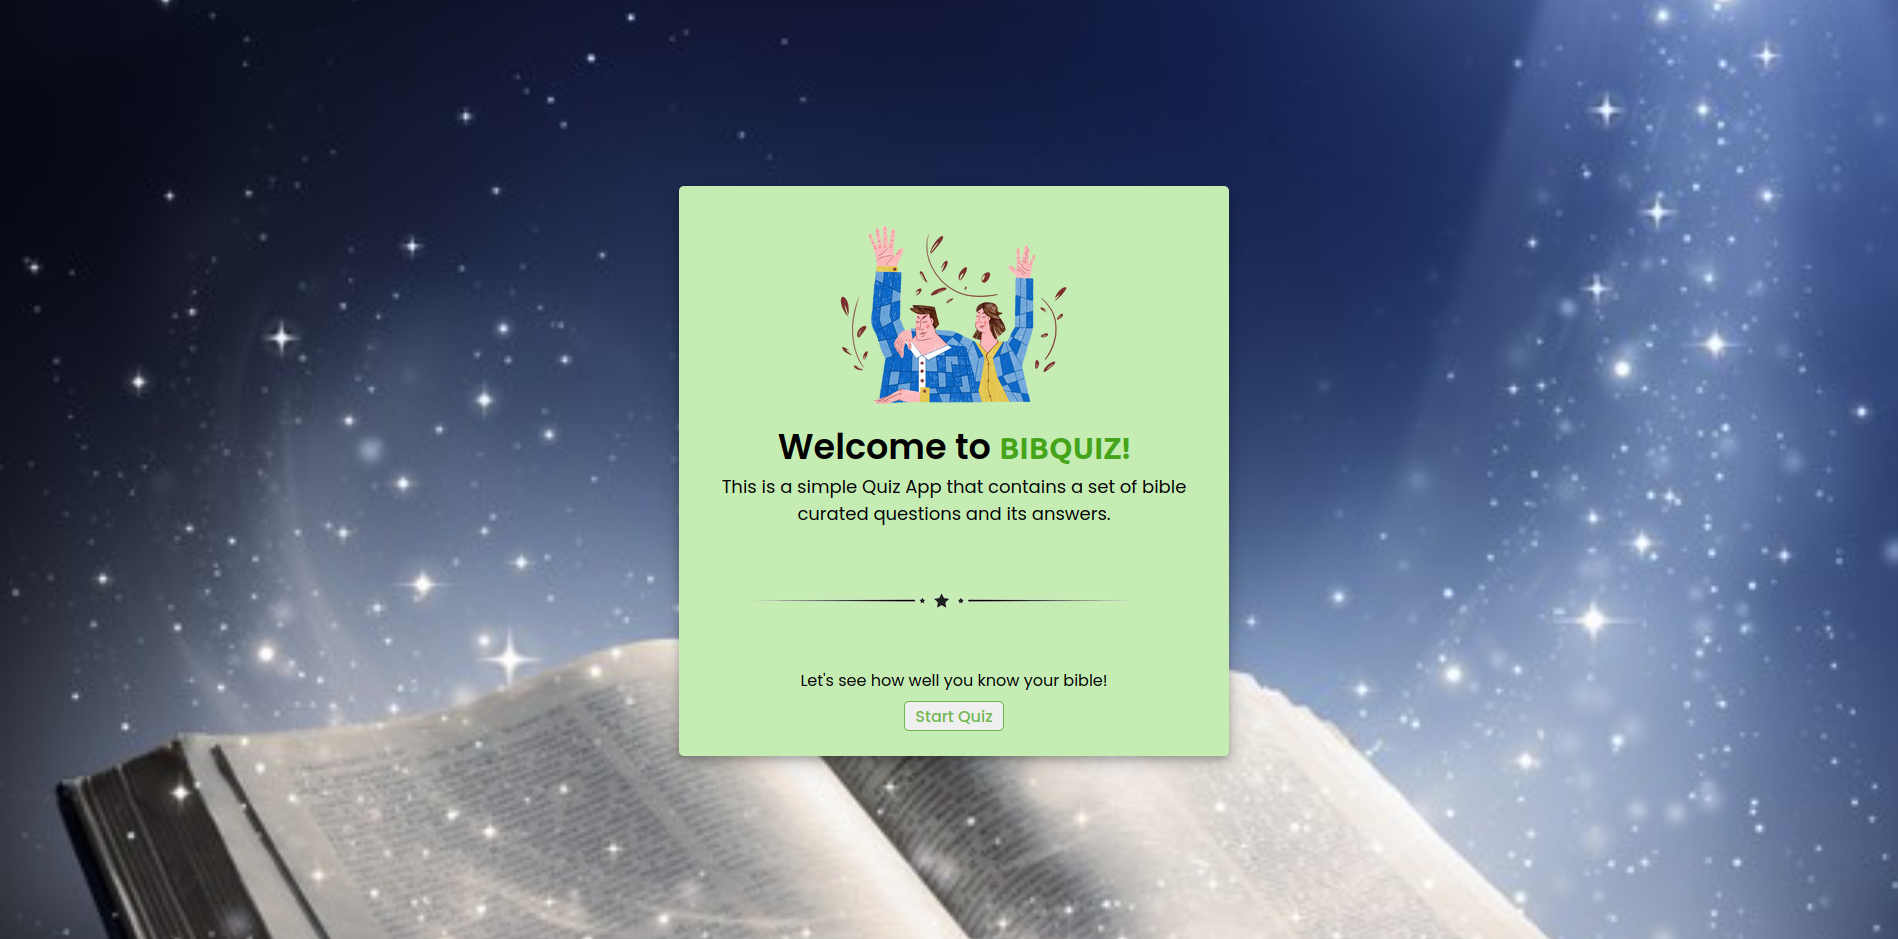 Welcome to BIBQUIZ!
This is a simple Quiz App that contains a set of bible
curated questions and its answers.
Let's see how well you know your bible!
Start Quiz